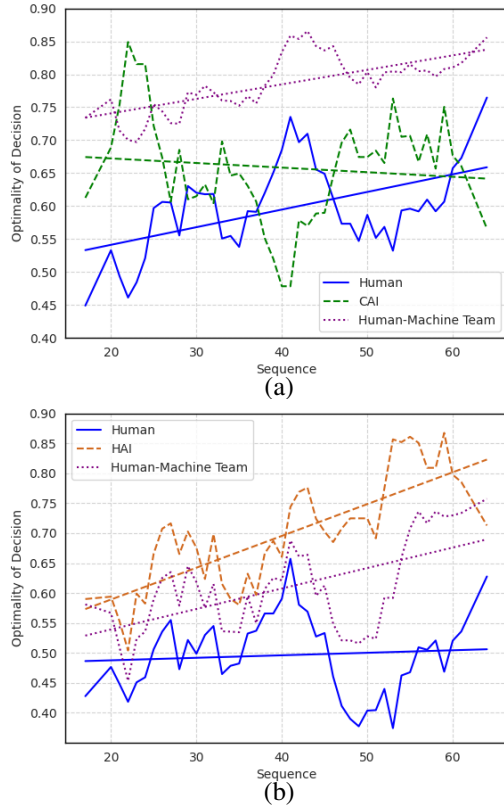 0.90
0.85
0.80
0.75
0.70
0.65
0.60
0.55
0.50
0.45
0.40
Optimality of Decision
Human
CAI
Human-Machine Team
20 30 40 50 60
Sequence
(a)
0.90
0.85
0.80
0.75
0.70
0.65
0.60
0.55
0.50
0.45
0.40
Optimality of Decision
Human
HAI
Human-Machine Team
20 30 40 50 60
Sequence
(b)